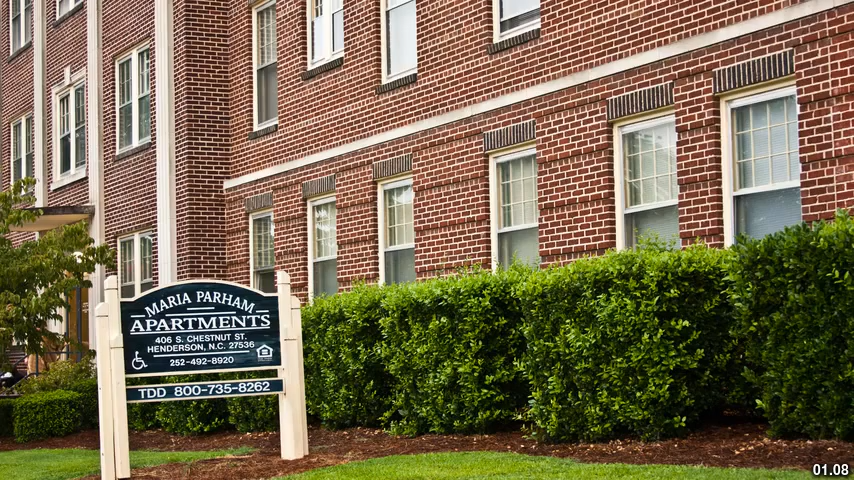 MARIA PARHAM
APARTMENTS
406 S. CHESTNUT ST.
HENDERSON, N.C. 27536
252-492-8920
TDD 800-735-8262
01.08